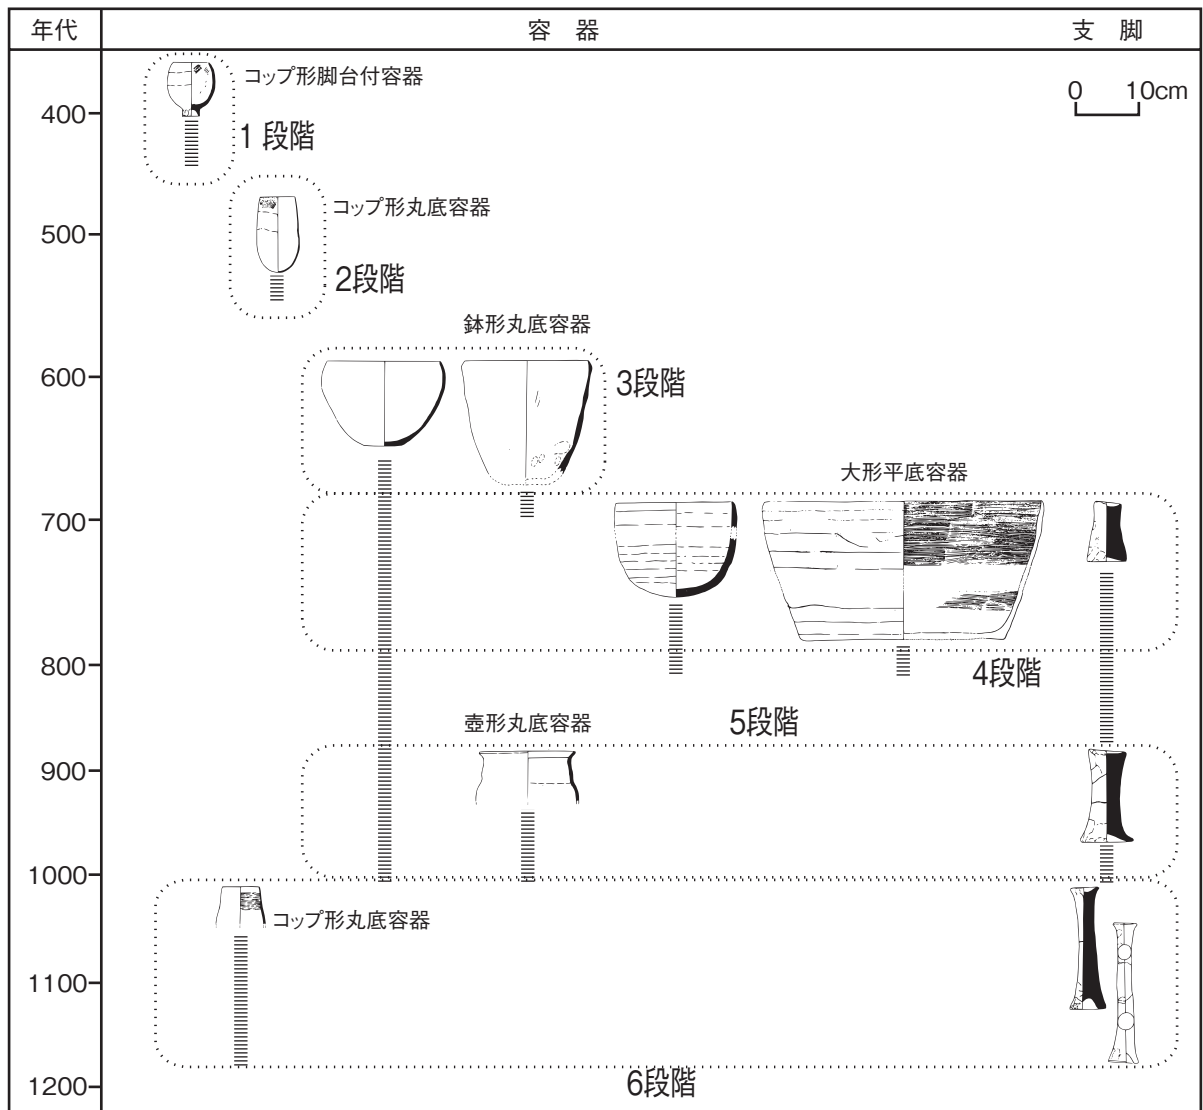 年代
容 器
支 脚
コップ形脚台付容器
0 10cm
400
1段階
コップ形丸底容器
500
2段階
鉢形丸底容器
600
3段階
大形平底容器
700
800
4段階
壺形丸底容器
5段階
900
1000
コップ形丸底容器
1100
6段階
1200